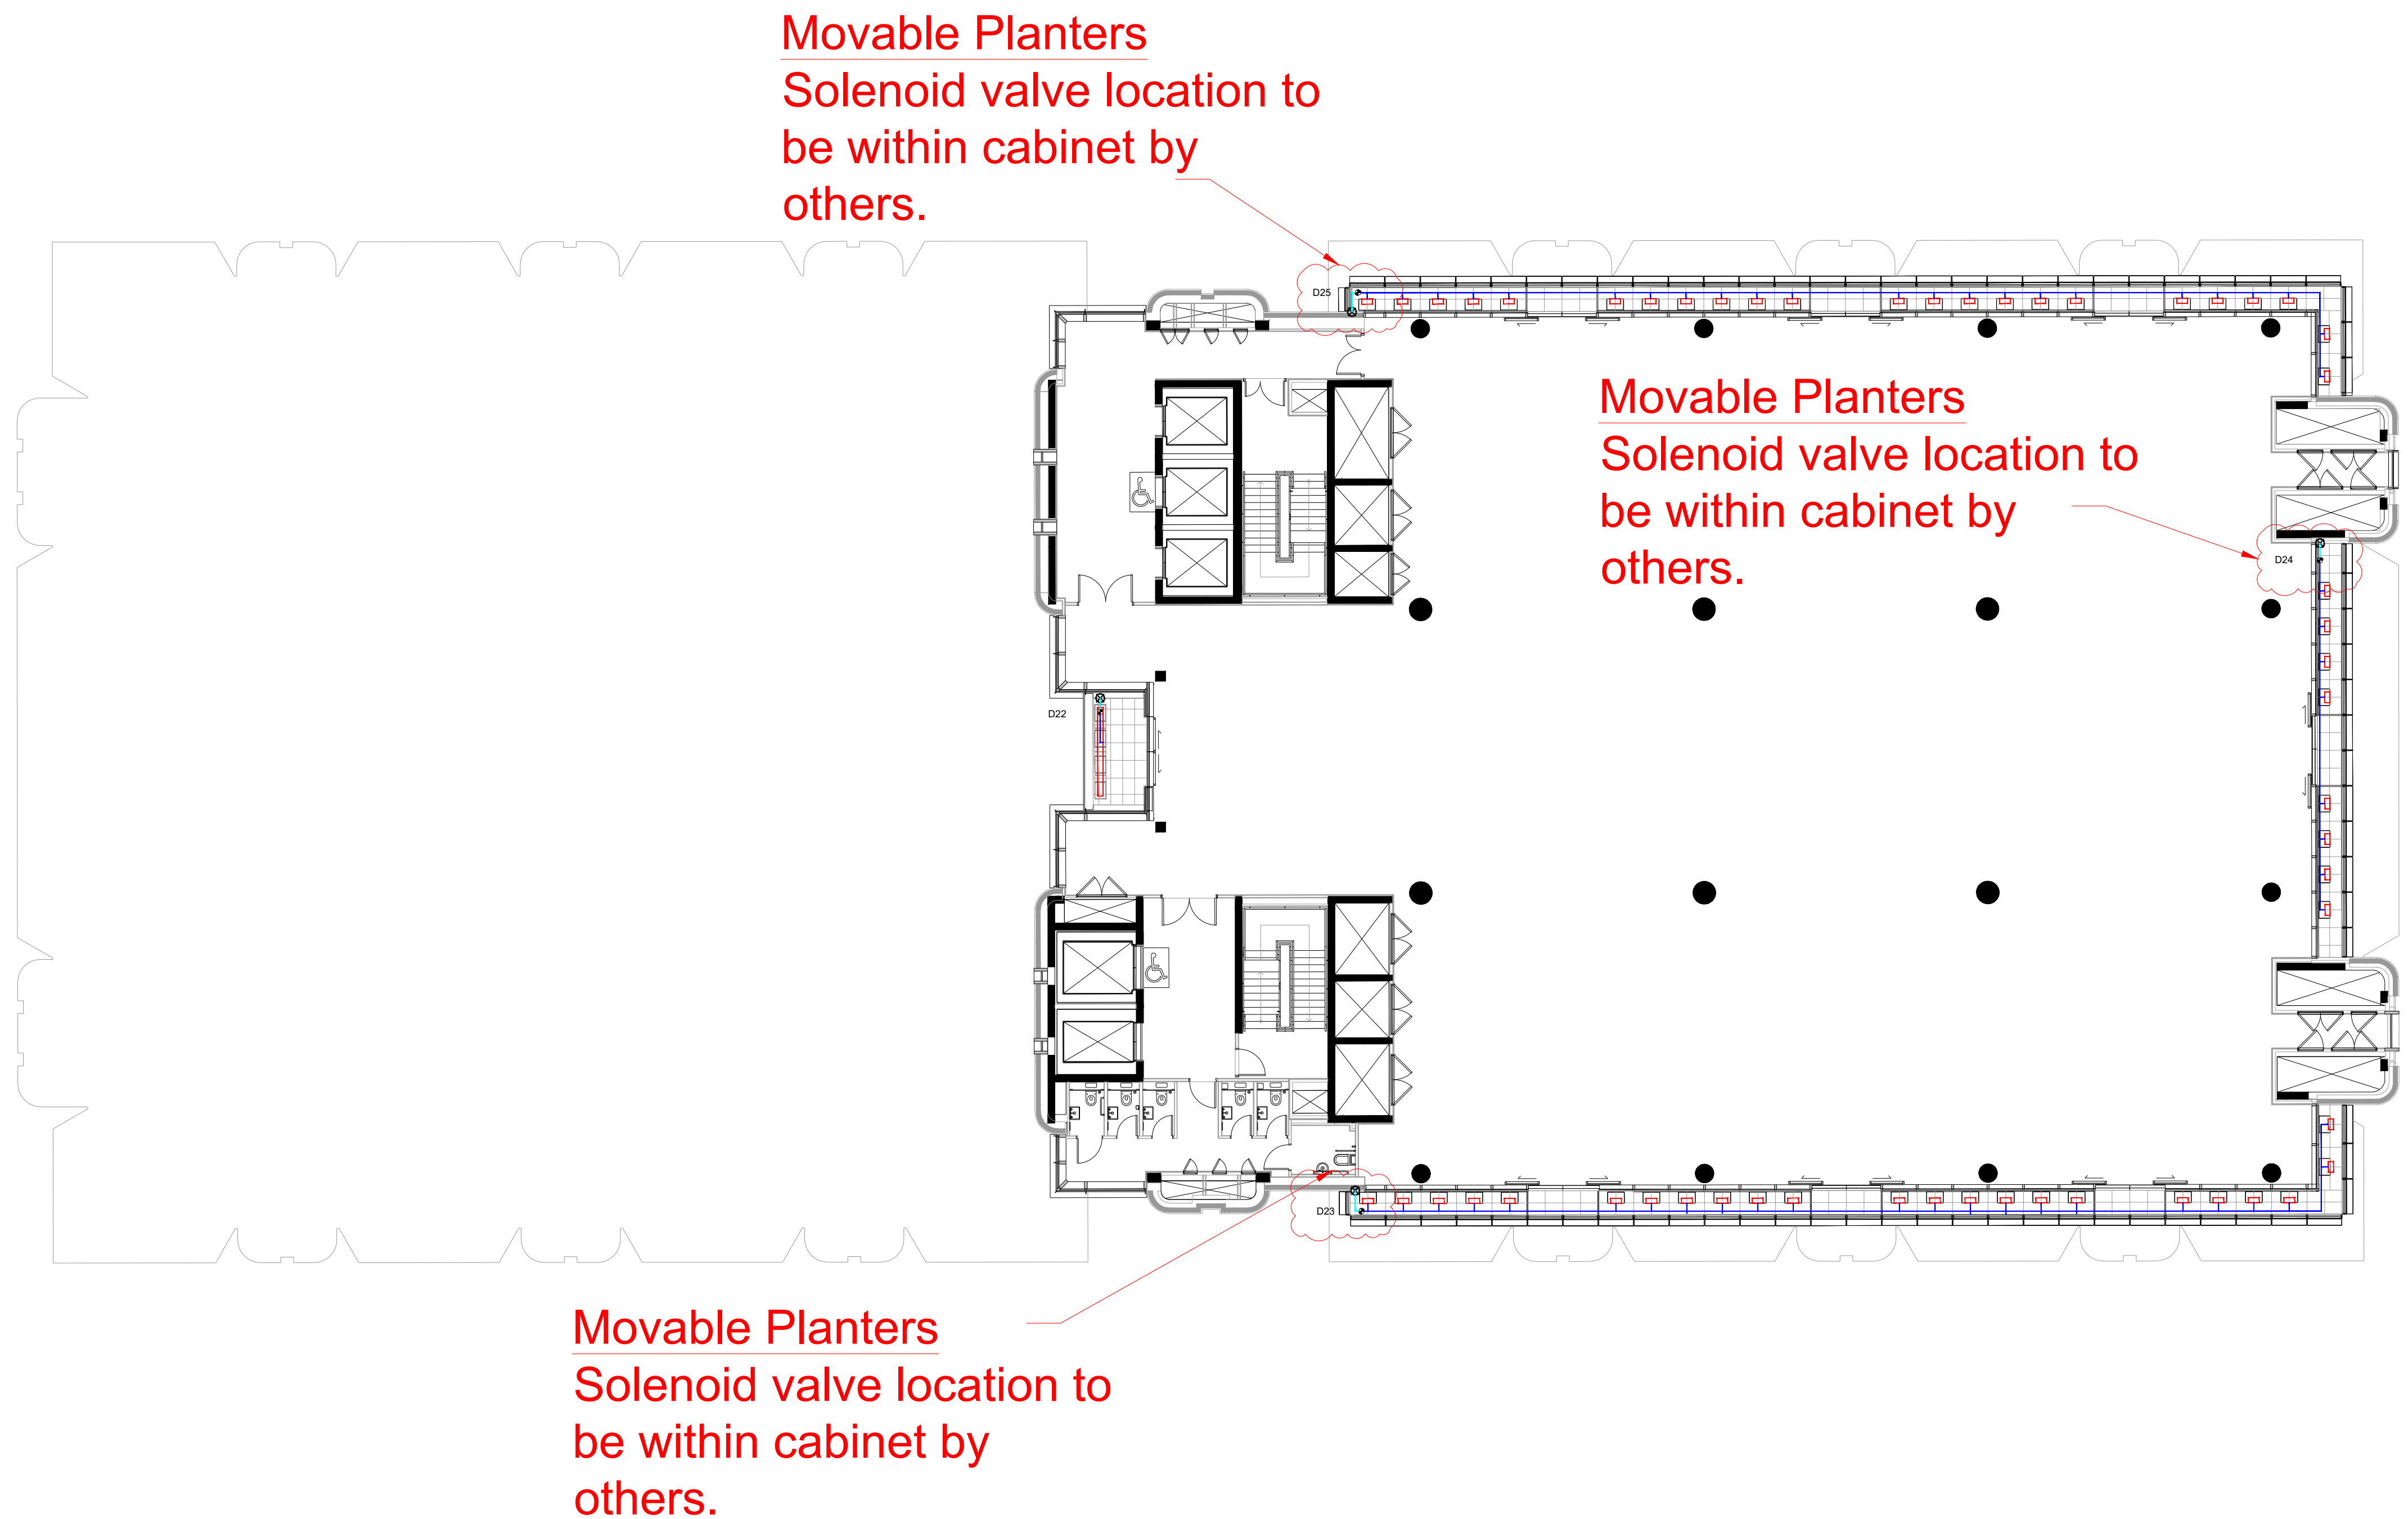 Movable Planters
Solenoid valve location to
be within cabinet by
others.
D25
Movable Planters
Solenoid valve location to
be within cabinet by
others.
D24
D22
D23
Movable Planters
Solenoid valve location to
be within cabinet by
others.